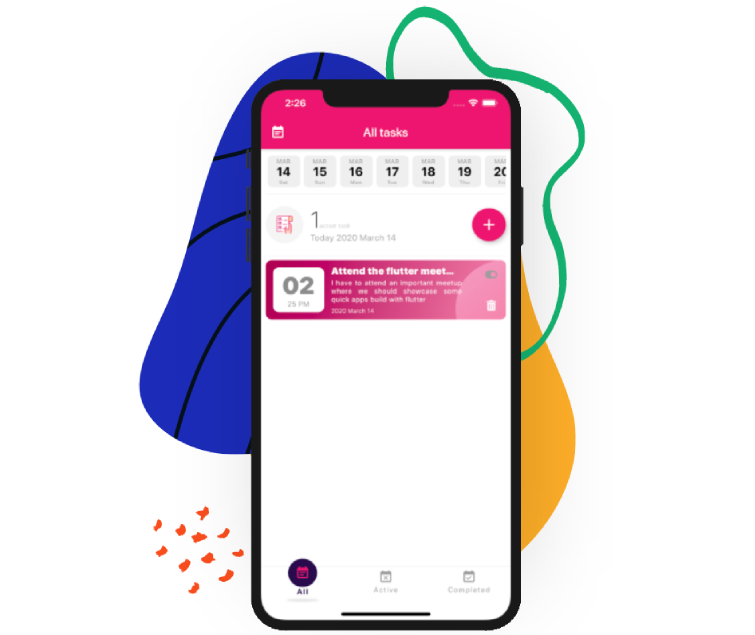 2:26
All tasks
MAR MAR MAR MAR MAR MAR MAR
14 15 16 17 18 19 20
Sat Sun Mon Tue Wed Thu Fri
1 active task
Today 2020 March 14
02
25 PM
Attend the flutter meet...
I have to attend an important meetup,
where we should showcase some
quick apps build with flutter
2020 March 14
All Active Completed